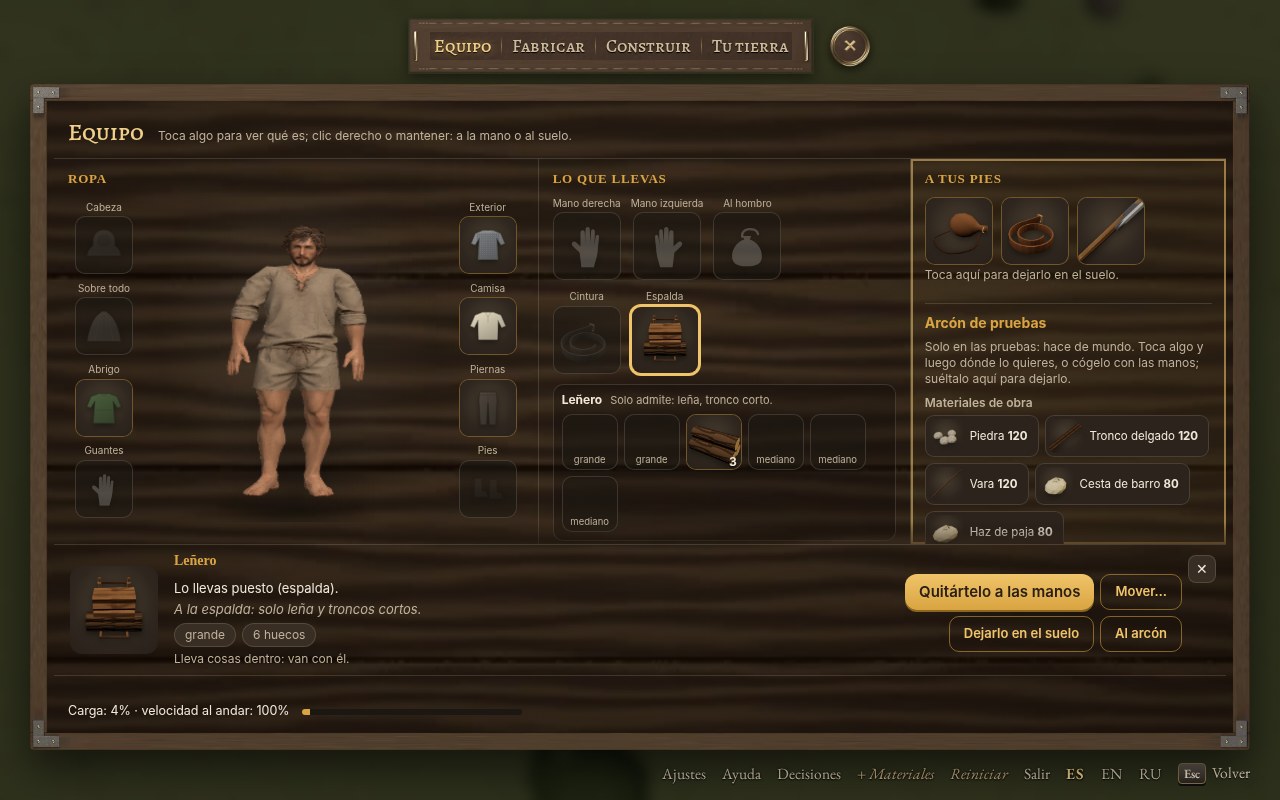 Equipo Fabricar Construir Tu tierra ✕
Equipo Toca algo para ver qué es; clic derecho o mantener: a la mano o al suelo.
ROPA
Cabeza
Sobre todo
Abrigo
Guantes
Exterior
Camisa
Piernas
Pies
LO QUE LLEVAS
Mano derecha Mano izquierda Al hombro
Cintura Espalda
Leñero Solo admite: leña, tronco corto.
grande grande 3 mediano mediano
mediano
A TUS PIES
Toca aquí para dejarlo en el suelo.
Arcón de pruebas
Solo en las pruebas: hace de mundo. Toca algo y
luego dónde lo quieres, o cógelo con las manos;
suéltalo aquí para dejarlo.
Materiales de obra
Piedra 120 Tronco delgado 120
Vara 120 Cesta de barro 80
Haz de paja 80
Leñero
Lo llevas puesto (espalda).
A la espalda: solo leña y troncos cortos.
grande 6 huecos
Lleva cosas dentro: van con él.
✕
Quitártelo a las manos Mover...
Dejarlo en el suelo Al arcón
Carga: 4% · velocidad al andar: 100%
Ajustes Ayuda Decisiones + Materiales Reiniciar Salir ES EN RU Esc Volver